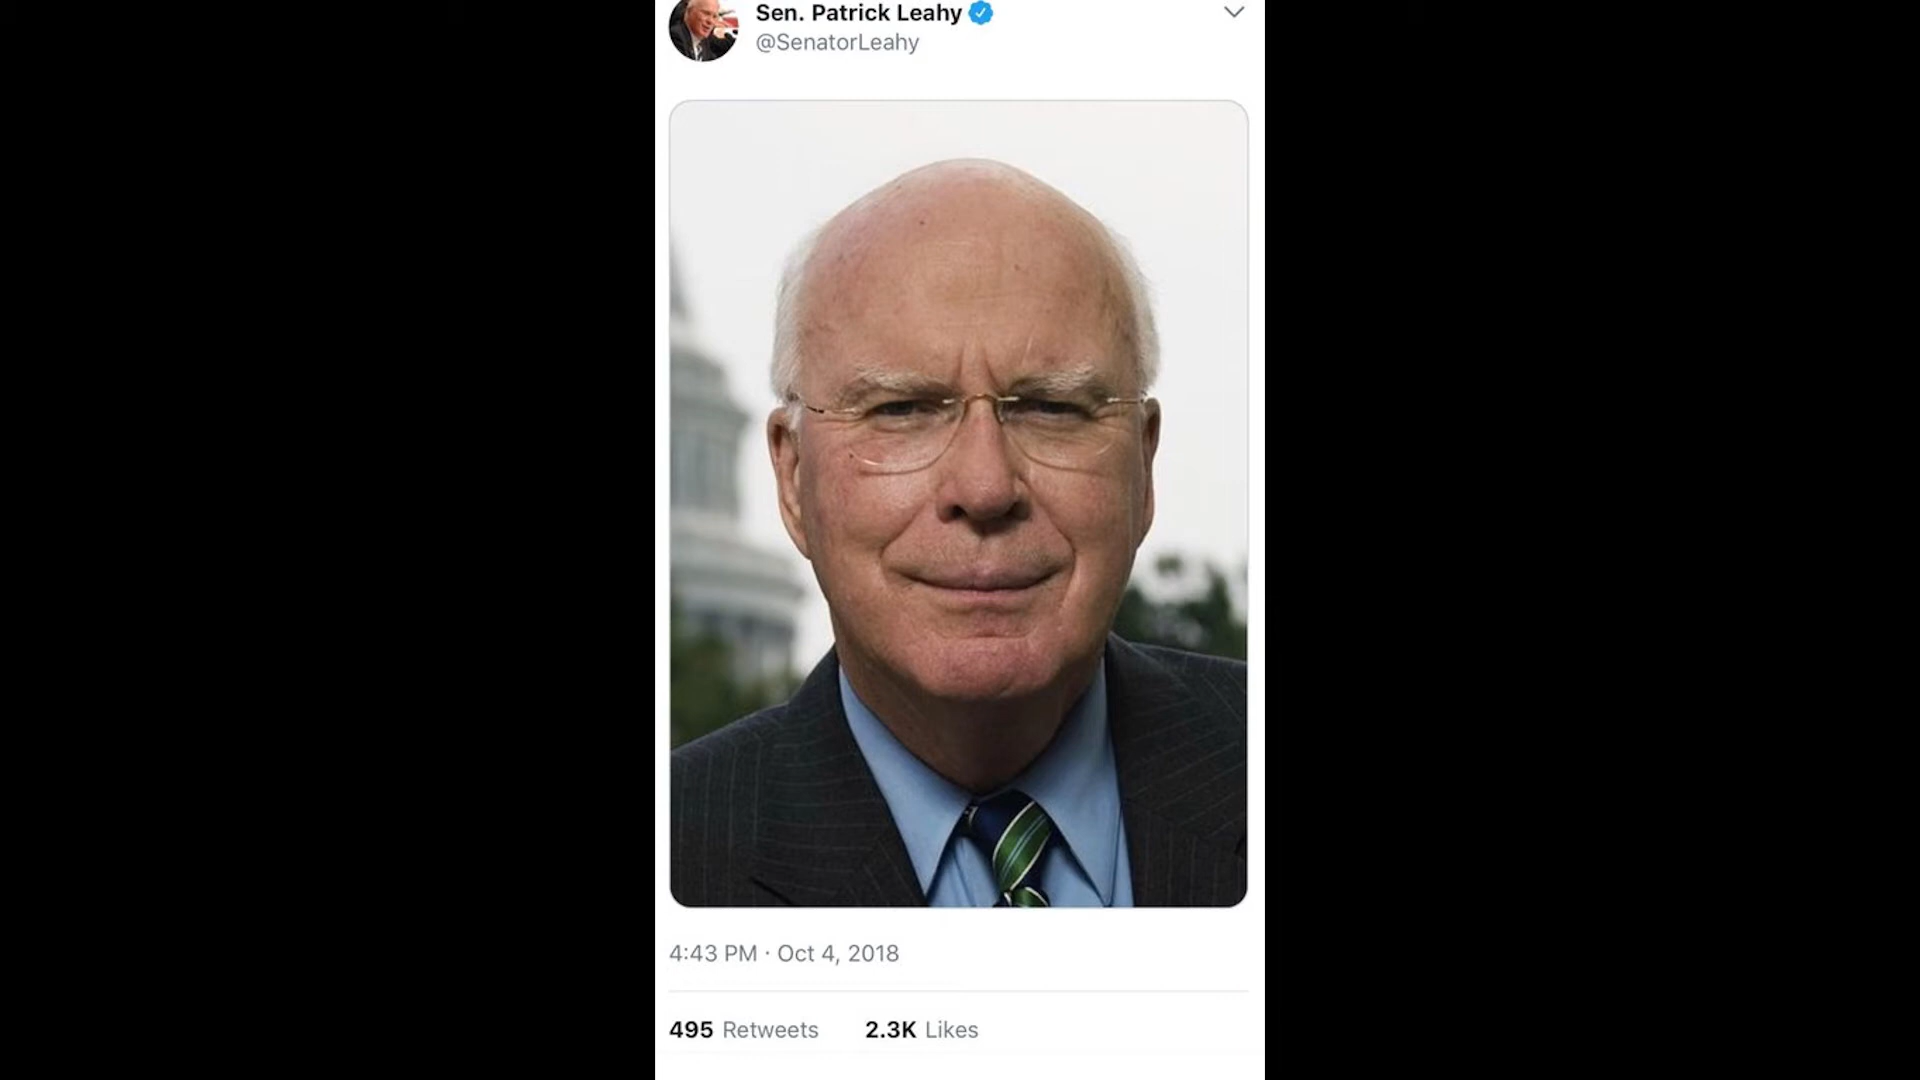 Sen. Patrick Leahy
@SenatorLeahy
4:43 PM · Oct 4, 2018
495 Retweets 2.3K Likes